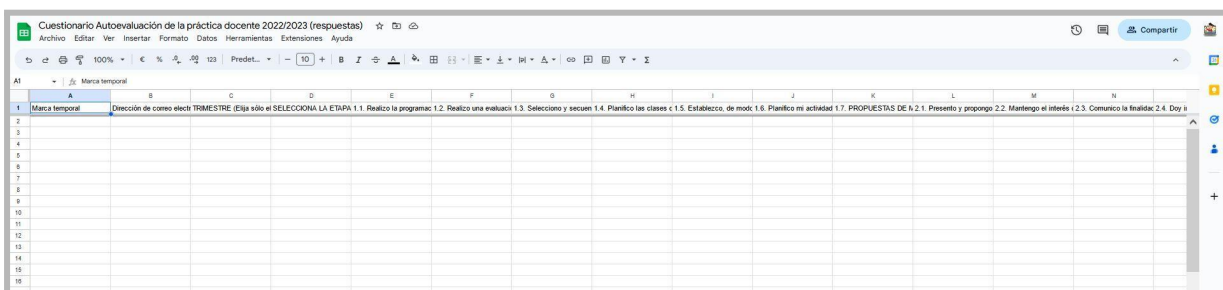 Cuestionario Autoevaluación de la práctica docente 2022/2023 (respuestas)
Archivo Editar Ver Insertar Formato Datos Herramientas Extensiones Ayuda
Compartir
100% € % .0 .00 123 Predet... 10 B I A
A1 Marca temporal
A B C D E F G H I J K L M N
1 Marca temporal Dirección de correo electr TRIMESTRE (Elija sólo el SELECCIONA LA ETAPA 1.1. Realizo la programac 1.2. Realizo una evaluació 1.3. Selecciono y secuen 1.4. Planifico las clases c 1.5. Establezco, de modo 1.6. Planifico mi actividad 1.7. PROPUESTAS DE M 2.1. Presento y propongo 2.2. Mantengo el interés 2.3. Comunico la finalidad 2.4. Doy
2
3
4
5
6
7
8
9
10
11
12
13
14
15
16